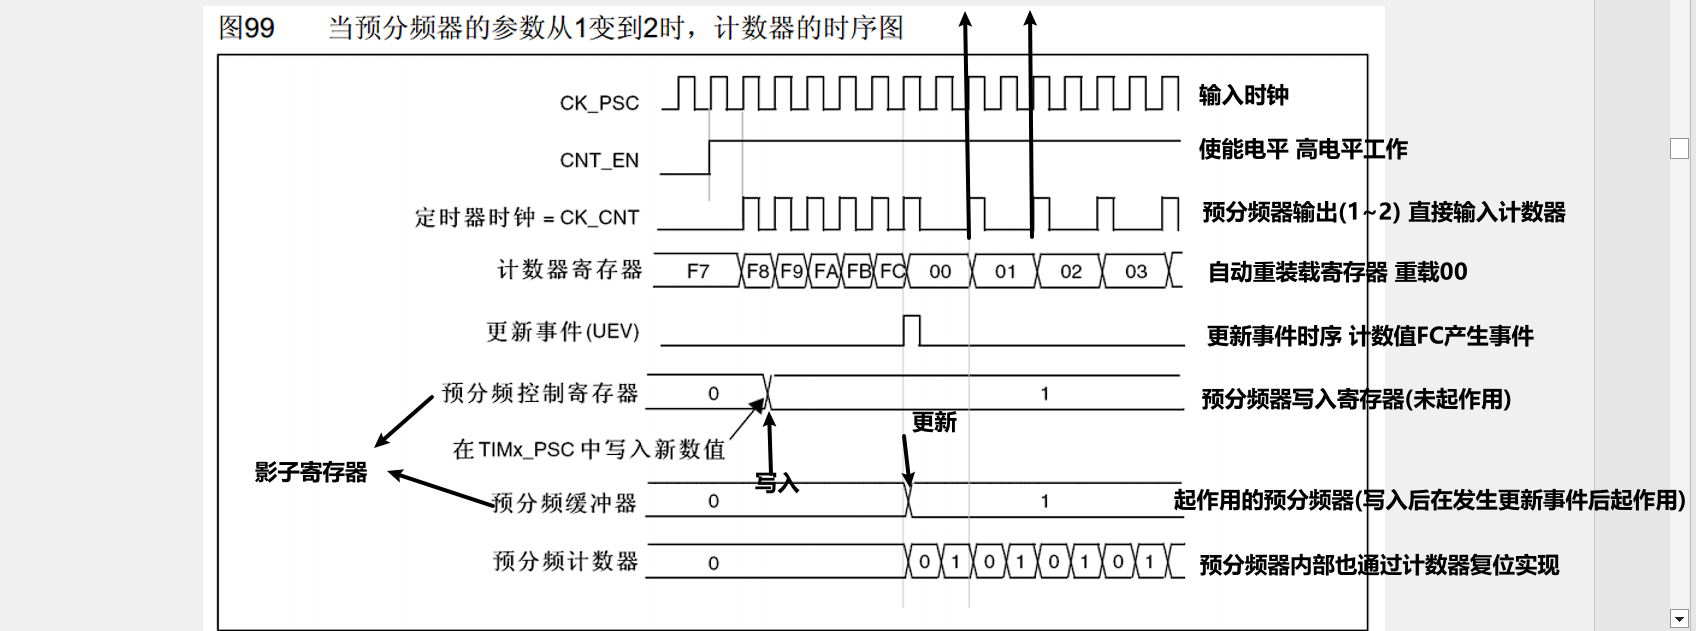 图99 当预分频器的参数从1变到2时，计数器的时序图
CK_PSC 输入时钟
CNT_EN 使能电平 高电平工作
定时器时钟 = CK_CNT 预分频器输出(1~2) 直接输入计数器
计数器寄存器 F7 F8 F9 FA FB FC 00 01 02 03 自动重装载寄存器 重载00
更新事件(UEV) 更新事件时序 计数值FC产生事件
预分频控制寄存器 0 1 预分频器写入寄存器(未起作用)
更新
在TIMx_PSC中写入新数值
影子寄存器 写入
预分频缓冲器 0 1 起作用的预分频器(写入后在发生更新事件后起作用)
预分频计数器 0 0 1 0 1 0 1 0 1 预分频器内部也通过计数器复位实现